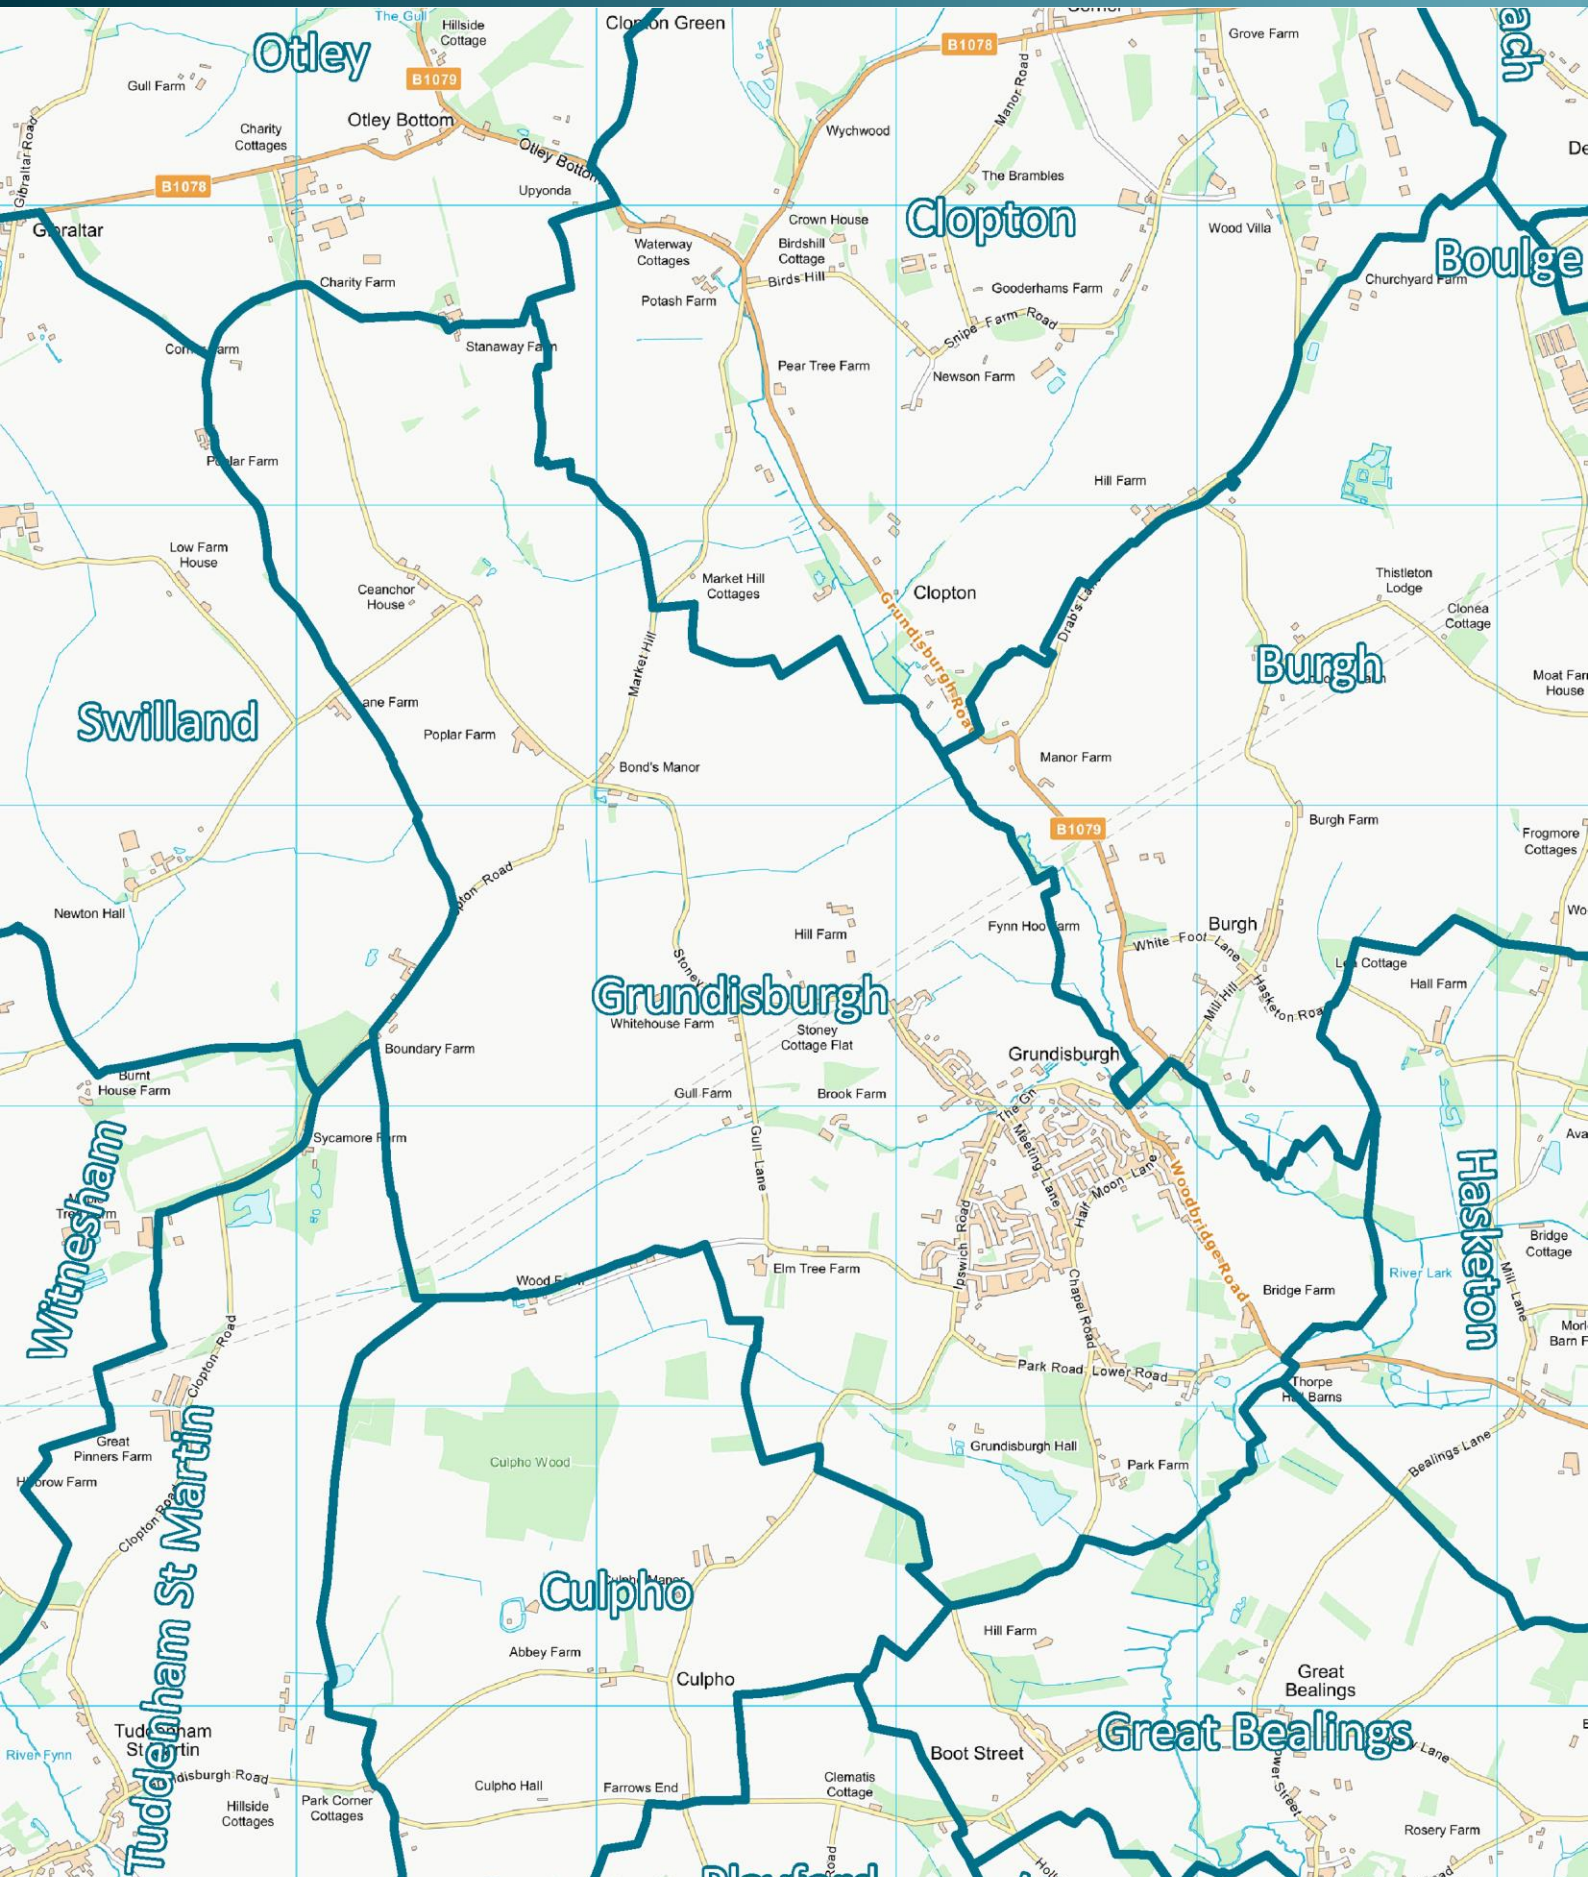 The Gull
Hillside
Cottage
Clopton Green
Otley
B1079
B1078
Grove Farm
Gull Farm
Manor Road
Gibraltar Road
Charity
Cottages
Otley Bottom
Otley Bottom
Wychwood
B1078
Upyonda
The Brambles
Gibraltar
Waterway
Cottages
Crown House
Birdshill
Cottage
Clopton
Wood Villa
Boulge
Charity Farm
Birds Hill
Potash Farm
Gooderhams Farm
Churchyard Farm
Snipe Farm Road
Stanaway Farm
Pear Tree Farm
Newson Farm
Poplar Farm
Hill Farm
Low Farm
House
Ceanchor
House
Market Hill
Cottages
Clopton
Thistleton
Lodge
Clonea
Cottage
Grundisburgh Road
Drab's Lane
Market Hill
Burgh
Swilland
Poplar Farm
Bond's Manor
Manor Farm
B1079
Burgh Farm
Frogmore
Cottages
Newton Hall
Hill Farm
Fynn Hoo Farm
Burgh
White Foot Lane
Lea Cottage
Hall Farm
Grundisburgh
Whitehouse Farm
Mill Hill
Hasketon Road
Stoney
Cottage Flat
Boundary Farm
Grundisburgh
Burnt
House Farm
Gull Farm
Brook Farm
Sycamore Farm
Gull Lane
Meeting Lane
Half Moon Lane
Woodbridge Road
Witnesham
Hasketon
Ipswich Road
Bridge
Cottage
Wood Farm
Elm Tree Farm
River Lark
Bridge Farm
Mill Lane
Clopton Road
Chapel Road
Park Road
Lower Road
Thorpe
Hall Barns
Great
Pinners Farm
Grundisburgh Hall
Park Farm
Bealings Lane
Culpho Wood
Clopton Road
Tuddenham St Martin
Culpho Manor
Culpho
Hill Farm
Abbey Farm
Culpho
Great
Bealings
Tuddenham
St Martin
River Fynn
Great Bealings
Boot Street
Grundisburgh Road
Culpho Hall
Farrows End
Clematis
Cottage
Hillside
Cottages
Park Corner
Cottages
Lower Street
Rosery Farm